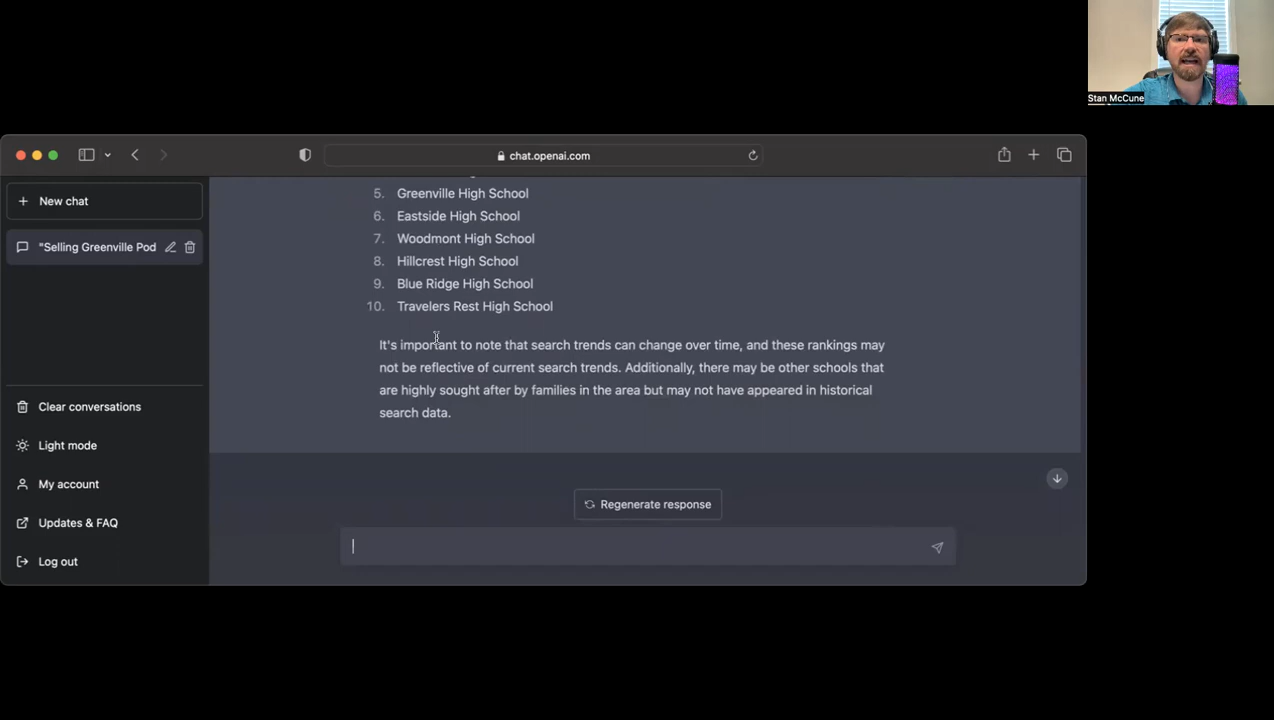 Stan McCune
chat.openai.com
New chat
"Selling Greenville Pod
5. Greenville High School
6. Eastside High School
7. Woodmont High School
8. Hillcrest High School
9. Blue Ridge High School
10. Travelers Rest High School
It's important to note that search trends can change over time, and these rankings may
not be reflective of current search trends. Additionally, there may be other schools that
are highly sought after by families in the area but may not have appeared in historical
search data.
Clear conversations
Light mode
My account
Updates & FAQ
Log out
Regenerate response